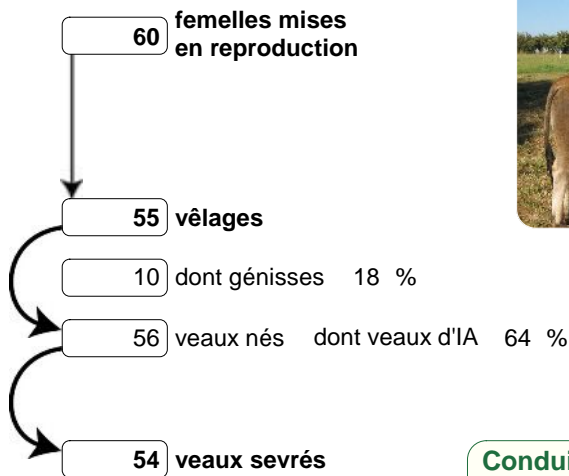 60 femelles mises
en reproduction
55 vêlages
10 dont génisses 18 %
56 veaux nés dont veaux d'IA 64 %
54 veaux sevrés
Condui